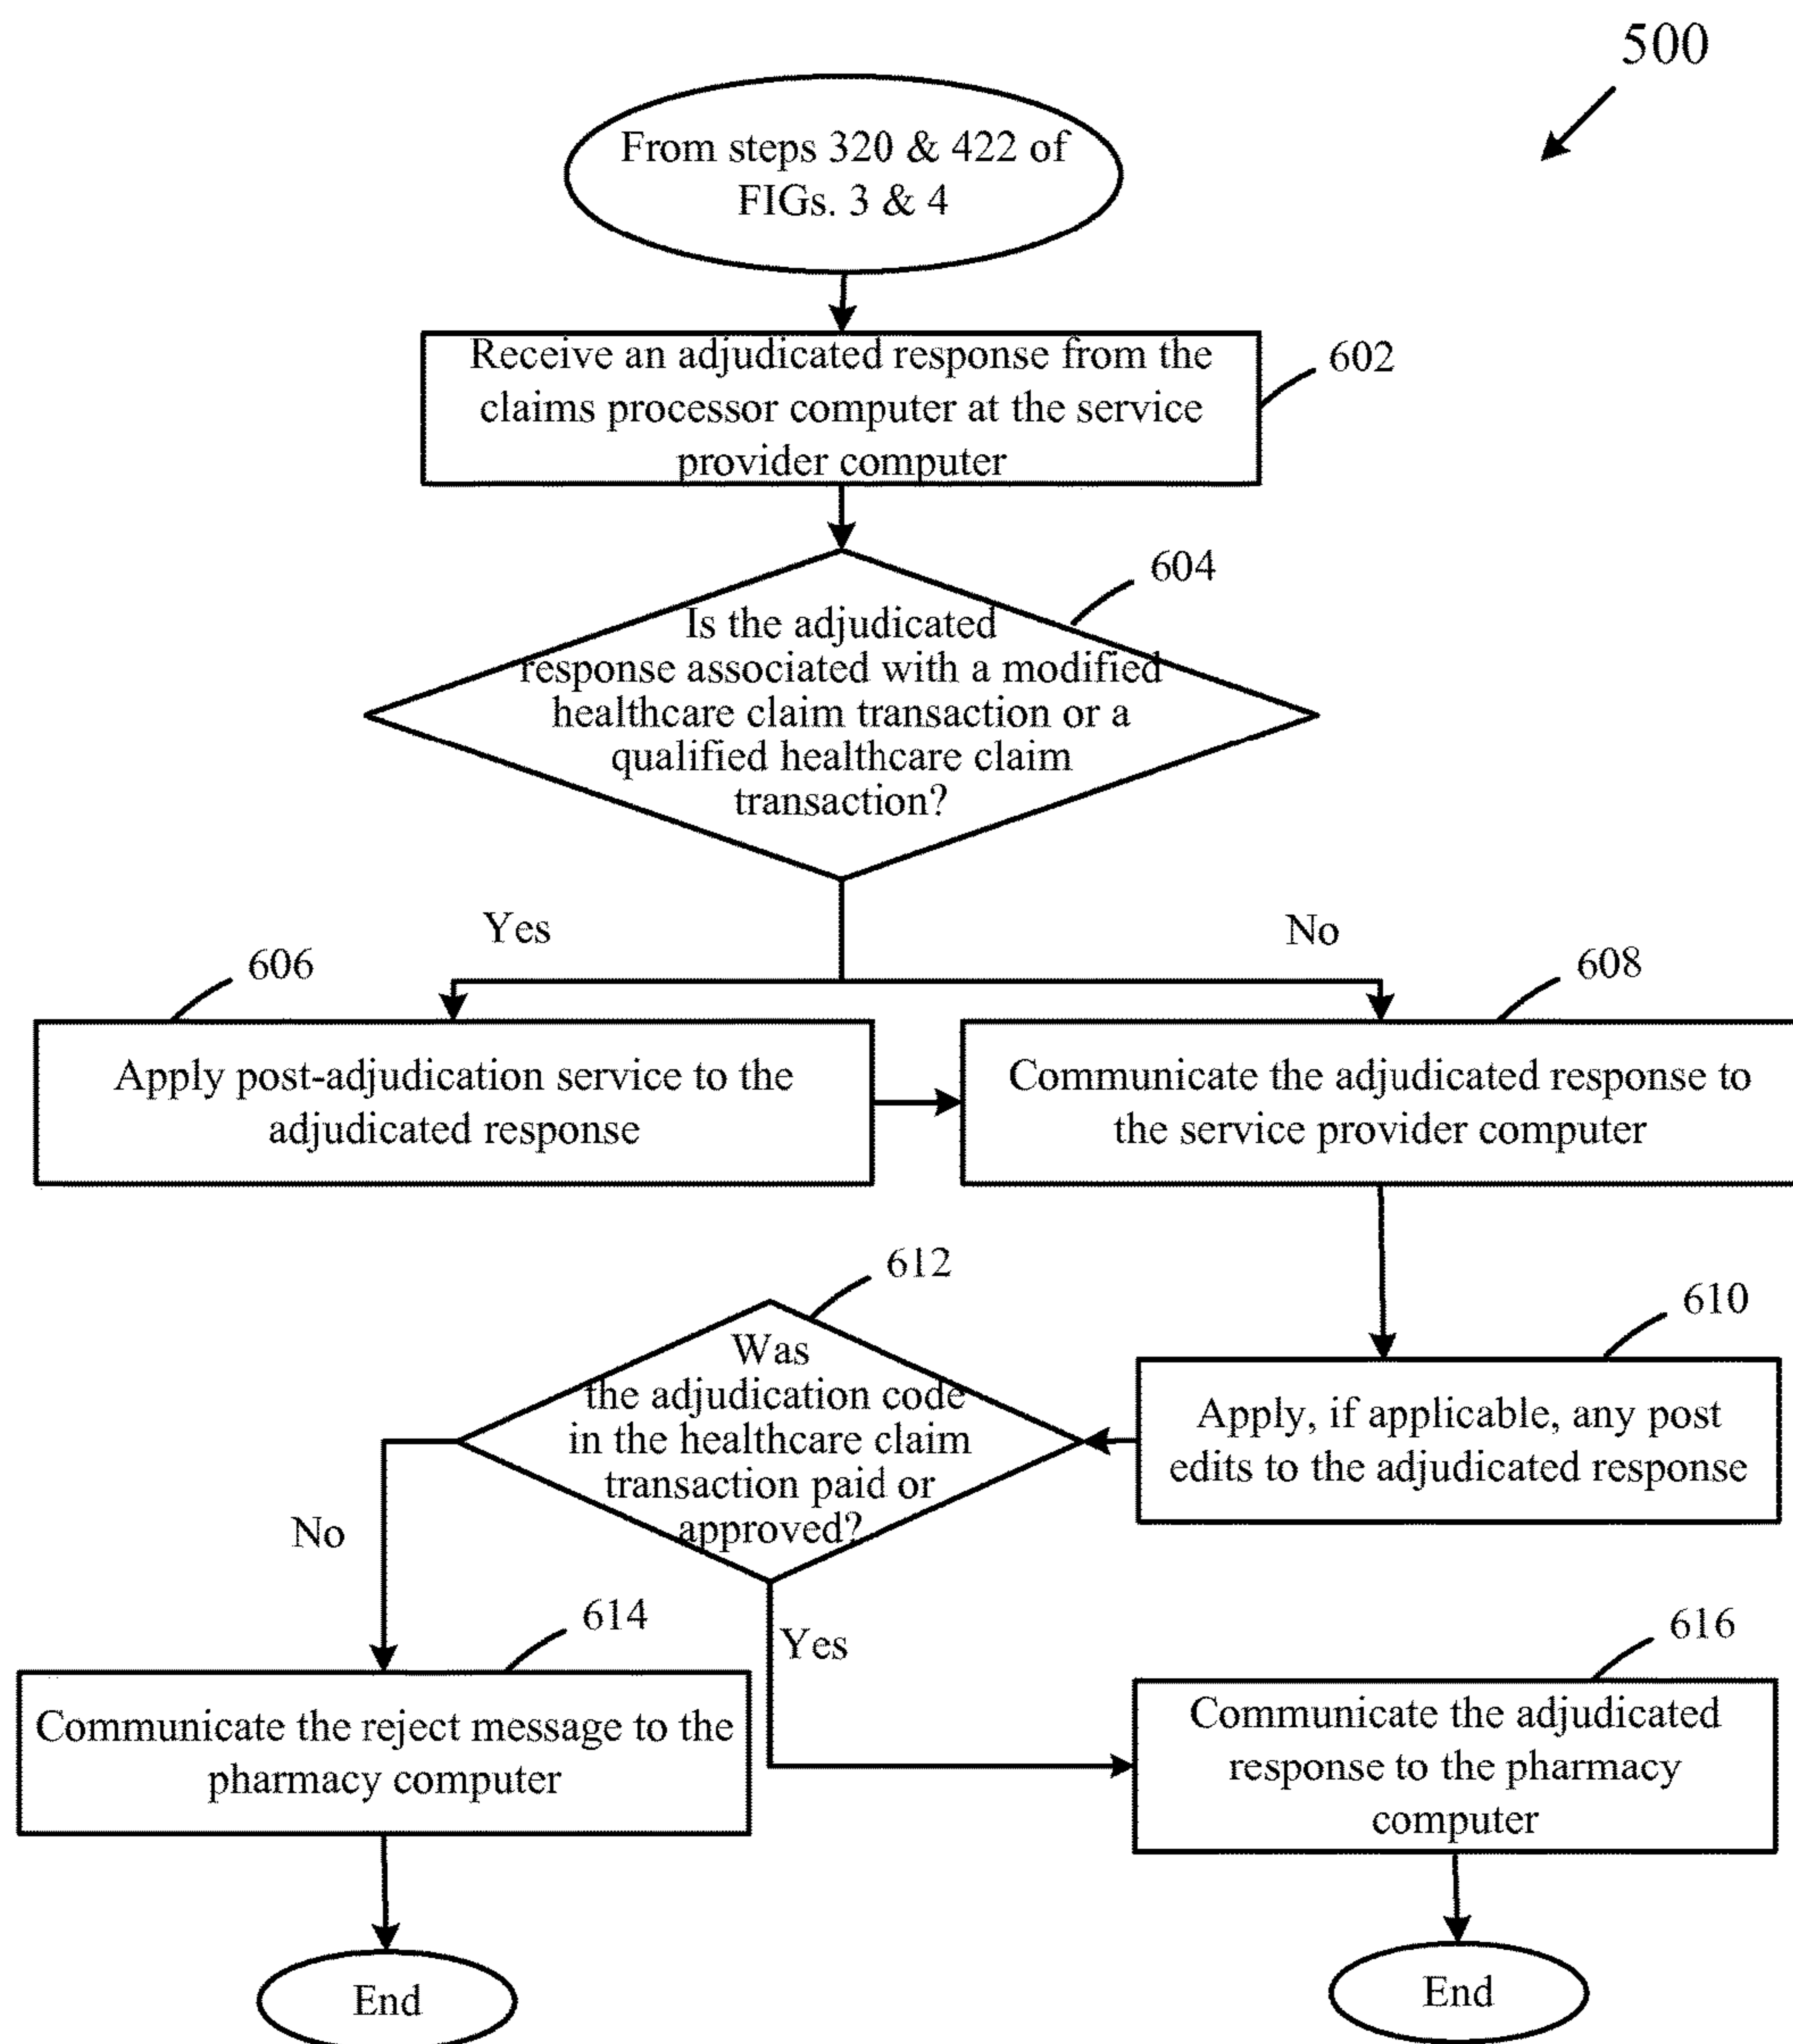 500
From steps 320 & 422 of
FIGs. 3 & 4
Receive an adjudicated response from the
claims processor computer at the service
provider computer
602
604
Is the adjudicated
response associated with a modified
healthcare claim transaction or a
qualified healthcare claim
transaction?
Yes
No
606
608
Apply post-adjudication service to the
adjudicated response
Communicate the adjudicated response to
the service provider computer
612
610
Was
the adjudication code
in the healthcare claim
transaction paid or
approved?
Apply, if applicable, any post
edits to the adjudicated response
No
Yes
614
616
Communicate the reject message to the
pharmacy computer
Communicate the adjudicated
response to the pharmacy
computer
End
End